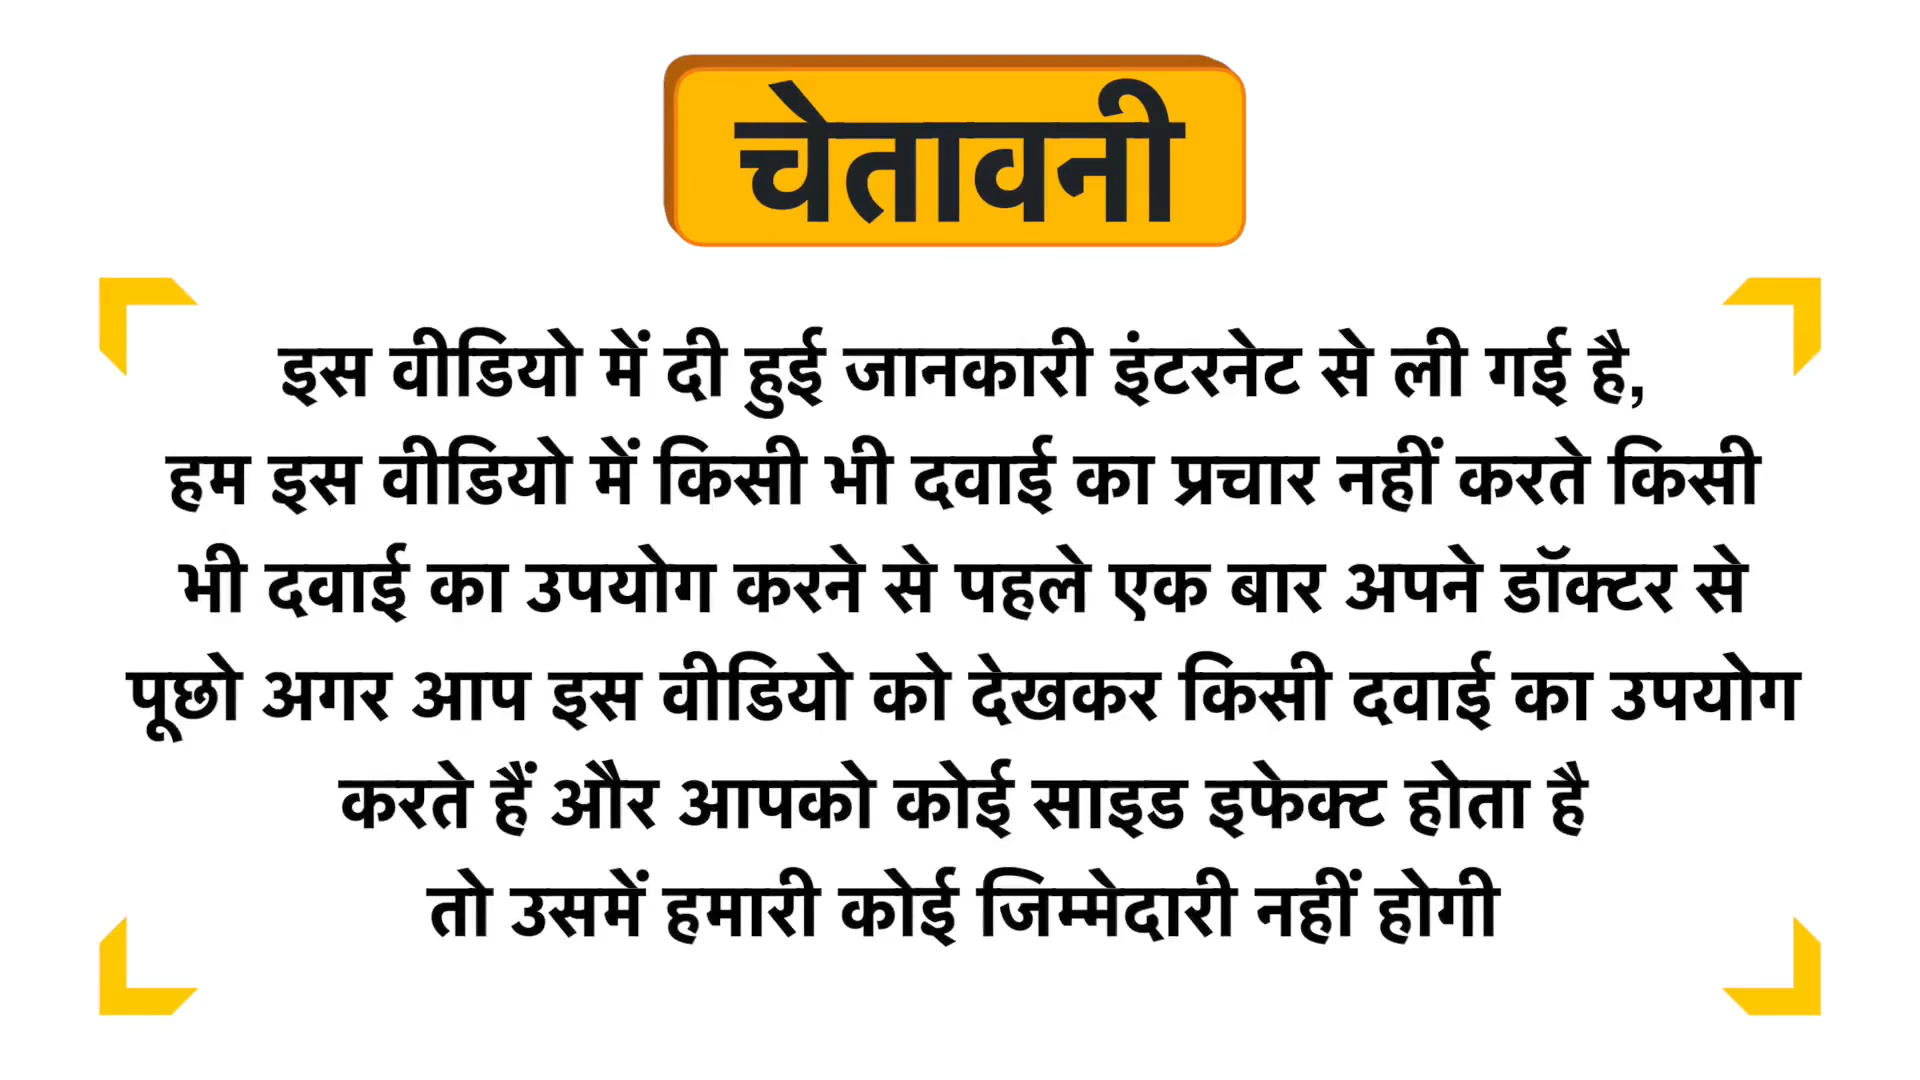 चेतावनी
इस वीडियो में दी हुई जानकारी इंटरनेट से ली गई है,
हम इस वीडियो में किसी भी दवाई का प्रचार नहीं करते किसी
भी दवाई का उपयोग करने से पहले एक बार अपने डॉक्टर से
पूछो अगर आप इस वीडियो को देखकर किसी दवाई का उपयोग
करते हैं और आपको कोई साइड इफेक्ट होता है
तो उसमें हमारी कोई जिम्मेदारी नहीं होगी